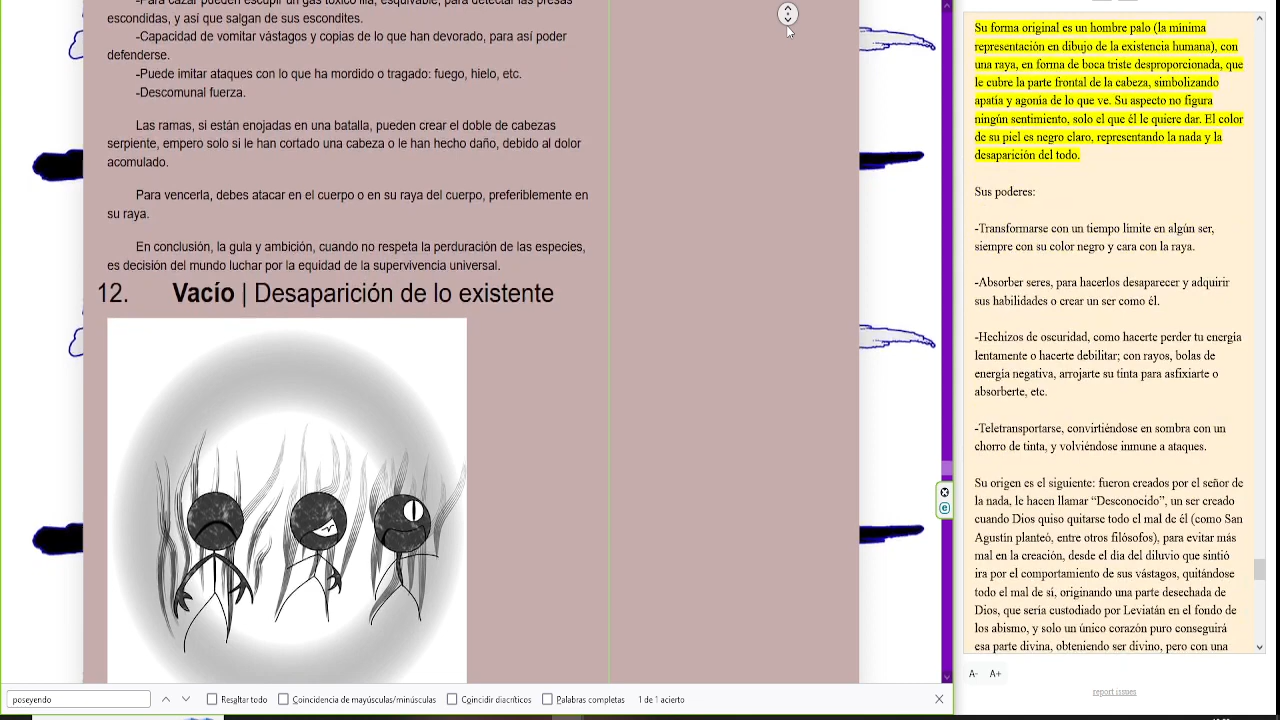 -Para cazar pueden escupir un gas tóxico lila, esquivable, para detectar las presas
escondidas, y así que salgan de sus escondites.
-Capacidad de vomitar vástagos y copias de lo que han devorado, para así poder
defenderse.
-Puede imitar ataques con lo que ha mordido o tragado: fuego, hielo, etc.
-Descomunal fuerza.
Las ramas, si están enojadas en una batalla, pueden crear el doble de cabezas
serpiente, empero solo si le han cortado una cabeza o le han hecho daño, debido al dolor
acumulado.
Para vencerla, debes atacar en el cuerpo o en su raya del cuerpo, preferiblemente en
su raya.
En conclusión, la gula y ambición, cuando no respeta la perduración de las especies,
es decisión del mundo luchar por la equidad de la supervivencia universal.
12. Vacío | Desaparición de lo existente
poseyendo
Resaltar todo
Coincidencia de mayúsculas/minúsculas
Coincidir diacríticos
Palabras completas
1 de 1 acierto
Su forma original es un hombre palo (la mínima
representación en dibujo de la existencia humana), con
una raya, en forma de boca triste desproporcionada, que
le cubre la parte frontal de la cabeza, simbolizando
apatía y agonía de lo que ve. Su aspecto no figura
ningún sentimiento, solo el que él le quiere dar. El color
de su piel es negro claro, representando la nada y la
desaparición del todo.
Sus poderes:
-Transformarse con un tiempo límite en algún ser,
siempre con su color negro y cara con la raya.
-Absorber seres, para hacerlos desaparecer y adquirir
sus habilidades o crear un ser como él.
-Hechizos de oscuridad, como hacerte perder tu energía
lentamente o hacerte debilitar; con rayos, bolas de
energía negativa, arrojarte su tinta para asfixiarte o
absorberte, etc.
-Teletransportarse, convirtiéndose en sombra con un
chorro de tinta, y volviéndose inmune a ataques.
Su origen es el siguiente: fueron creados por el señor de
la nada, le hacen llamar “Desconocido”, un ser creado
cuando Dios quiso quitarse todo el mal de él (como San
Agustín planteó, entre otros filósofos), para evitar más
mal en la creación, desde el día del diluvio que sintió
ira por el comportamiento de sus vástagos, quitándose
todo el mal de sí, originando una parte desechada de
Dios, que sería custodiado por Leviatán en el fondo de
los abismo, y solo un único corazón puro conseguirá
esa parte divina, obteniendo ser divino, pero con una
A- A+
report issues